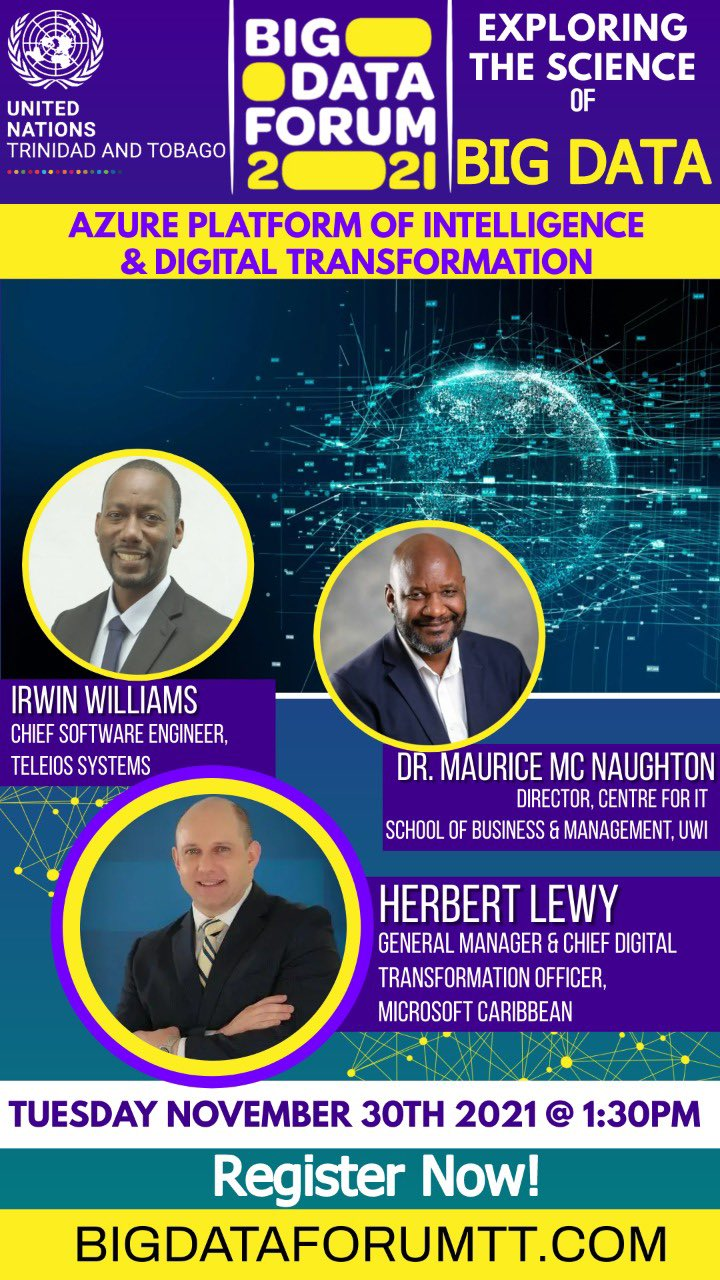 UNITED
NATIONS
TRINIDAD AND TOBAGO
BIG
DATA
FORUM
2021
EXPLORING
THE SCIENCE
OF
BIG DATA
AZURE PLATFORM OF INTELLIGENCE
& DIGITAL TRANSFORMATION
IRWIN WILLIAMS
CHIEF SOFTWARE ENGINEER,
TELEIOS SYSTEMS
DR. MAURICE MC NAUGHTON
DIRECTOR, CENTRE FOR IT
SCHOOL OF BUSINESS & MANAGEMENT, UWI
HERBERT LEWY
GENERAL MANAGER & CHIEF DIGITAL
TRANSFORMATION OFFICER,
MICROSOFT CARIBBEAN
TUESDAY NOVEMBER 30TH 2021 @ 1:30PM
Register Now!
BIGDATAFORUMTT.COM